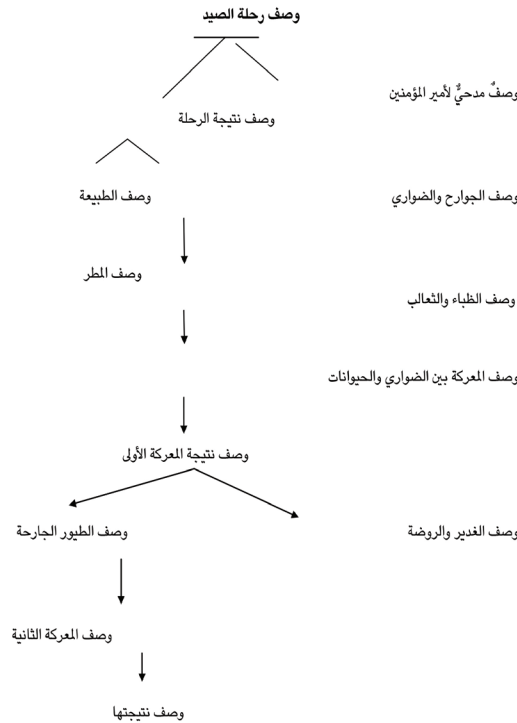 وصف رحلة الصيد
وصفٌ مدحيٌّ لأمير المؤمنين
وصف نتيجة الرحلة
وصف الجوارح والضواري
وصف الطبيعة
وصف المطر
وصف الظباء والثعالب
وصف المعركة بين الضواري والحيوانات
وصف نتيجة المعركة الأولى
وصف الغدير والروضة
وصف الطيور الجارحة
وصف المعركة الثانية
وصف نتيجتها